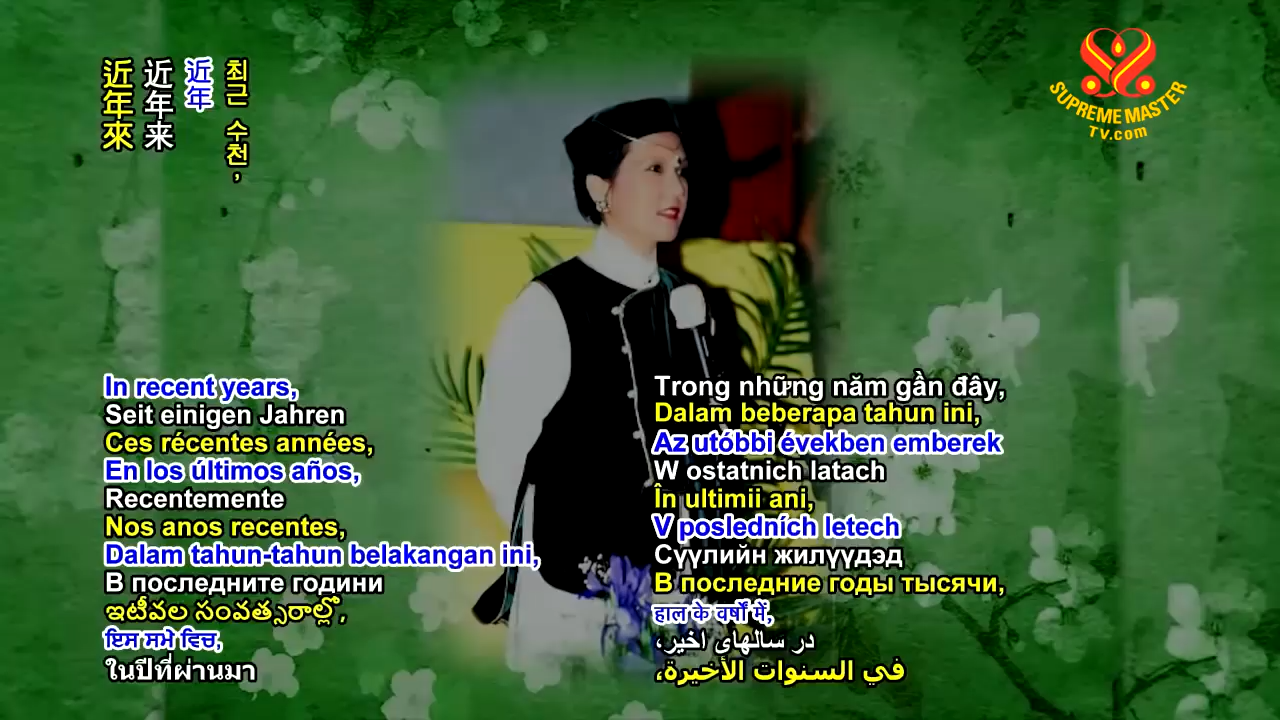 近年來
近年来
近年
최근 수천,
SUPREME MASTER
TV.com
In recent years,
Seit einigen Jahren
Ces récentes années,
En los últimos años,
Recentemente
Nos anos recentes,
Dalam tahun-tahun belakangan ini,
В последните години
ఇటీవల సంవత్సరాల్లో,
ਇਸ ਸਮੇ ਵਿਚ,
ในปีที่ผ่านมา
Trong những năm gần đây,
Dalam beberapa tahun ini,
Az utóbbi években emberek
W ostatnich latach
În ultimii ani,
V posledních letech
Сүүлийн жилүүдэд
В последние годы тысячи,
हाल के वर्षों में,
در سالهای اخیر،
في السنوات الأخيرة،